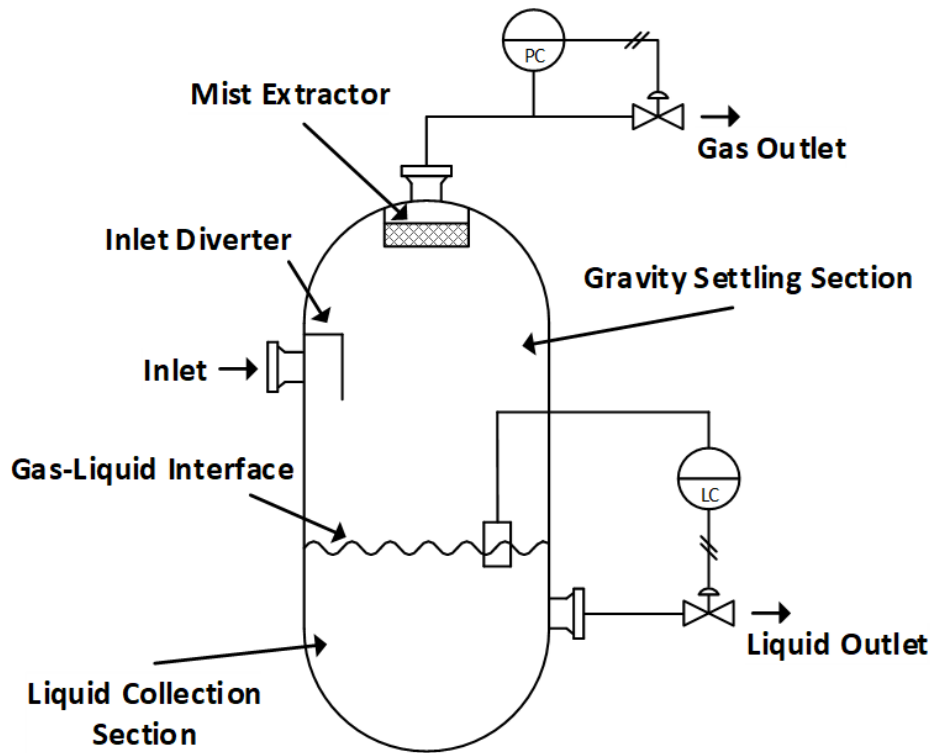 PC
Mist Extractor
Gas Outlet
Inlet Diverter
Gravity Settling Section
Inlet
Gas-Liquid Interface
LC
Liquid Outlet
Liquid Collection
Section